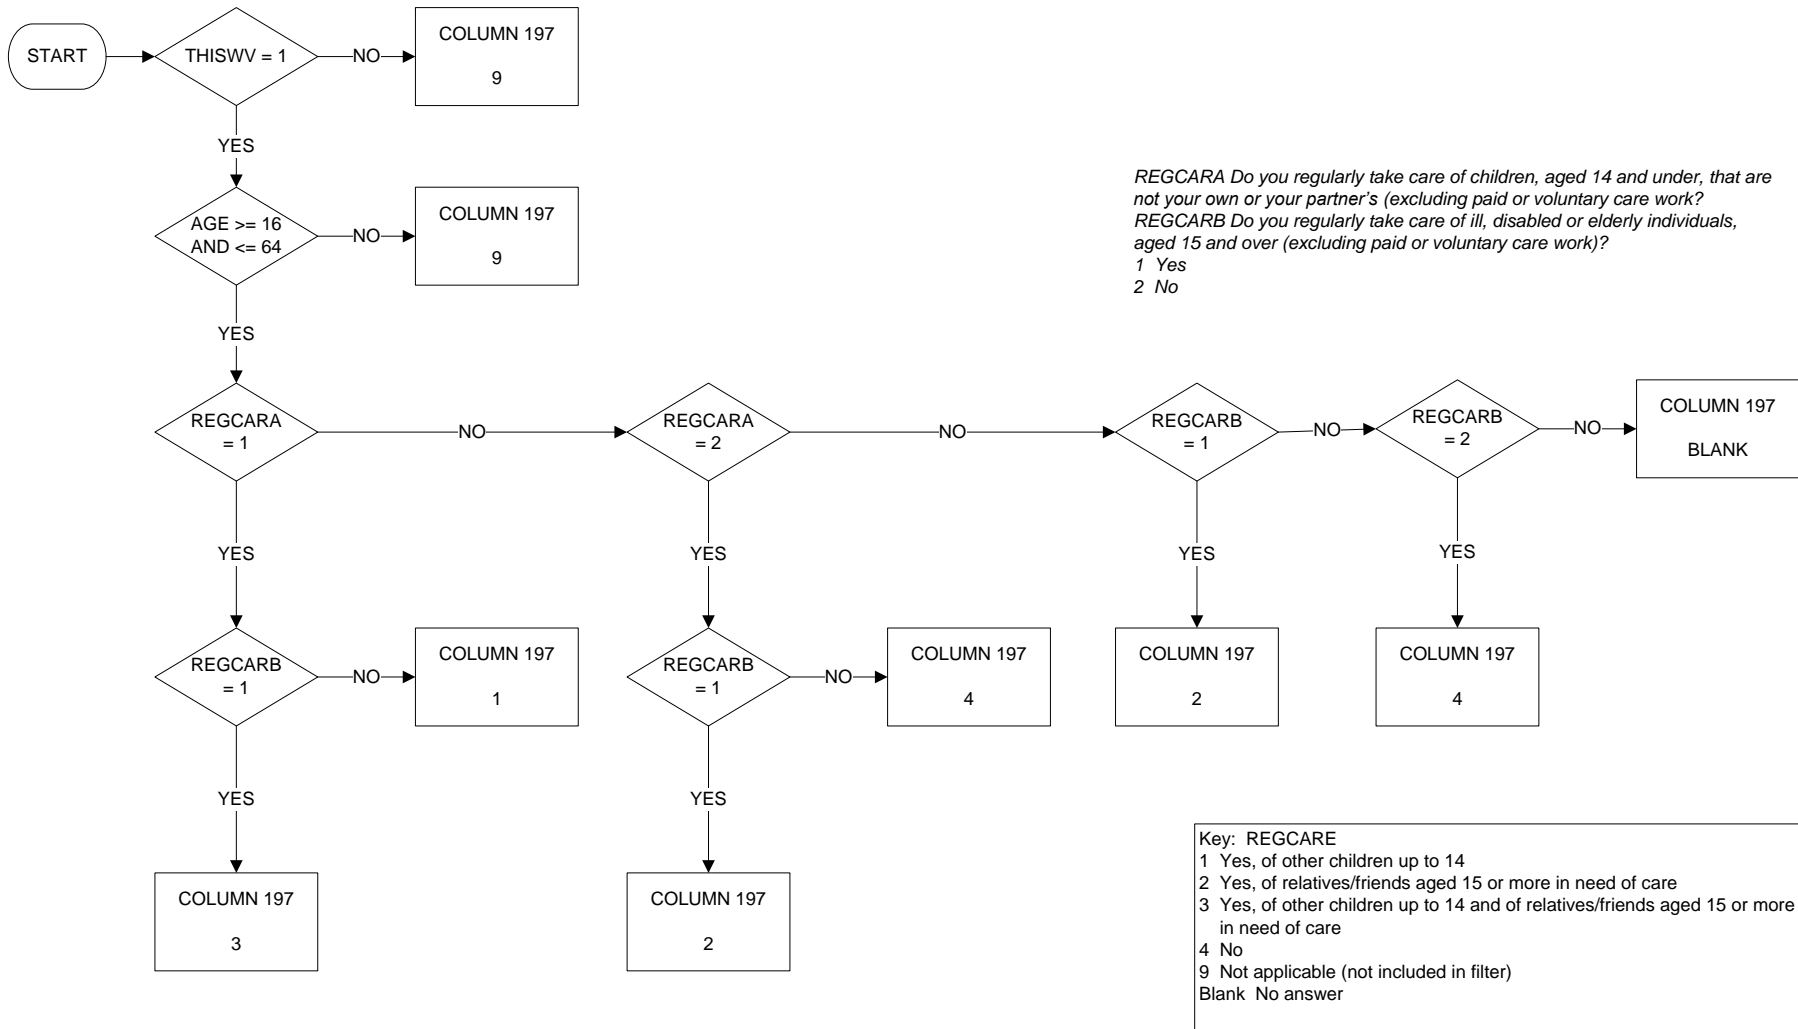 START
THISWV = 1
NO
COLUMN 197
9
YES
AGE >= 16
AND <= 64
NO
COLUMN 197
9
REGCARA Do you regularly take care of children, aged 14 and under, that are
not your own or your partner's (excluding paid or voluntary care work?
REGCARB Do you regularly take care of ill, disabled or elderly individuals,
aged 15 and over (excluding paid or voluntary care work)?
1 Yes
2 No
YES
REGCARA
= 1
NO
REGCARA
= 2
NO
REGCARB
= 1
NO
REGCARB
= 2
NO
COLUMN 197
BLANK
YES
YES
YES
YES
REGCARB
= 1
NO
COLUMN 197
1
REGCARB
= 1
NO
COLUMN 197
4
COLUMN 197
2
COLUMN 197
4
YES
YES
COLUMN 197
3
COLUMN 197
2
Key: REGCARE
1 Yes, of other children up to 14
2 Yes, of relatives/friends aged 15 or more in need of care
3 Yes, of other children up to 14 and of relatives/friends aged 15 or more
in need of care
4 No
9 Not applicable (not included in filter)
Blank No answer